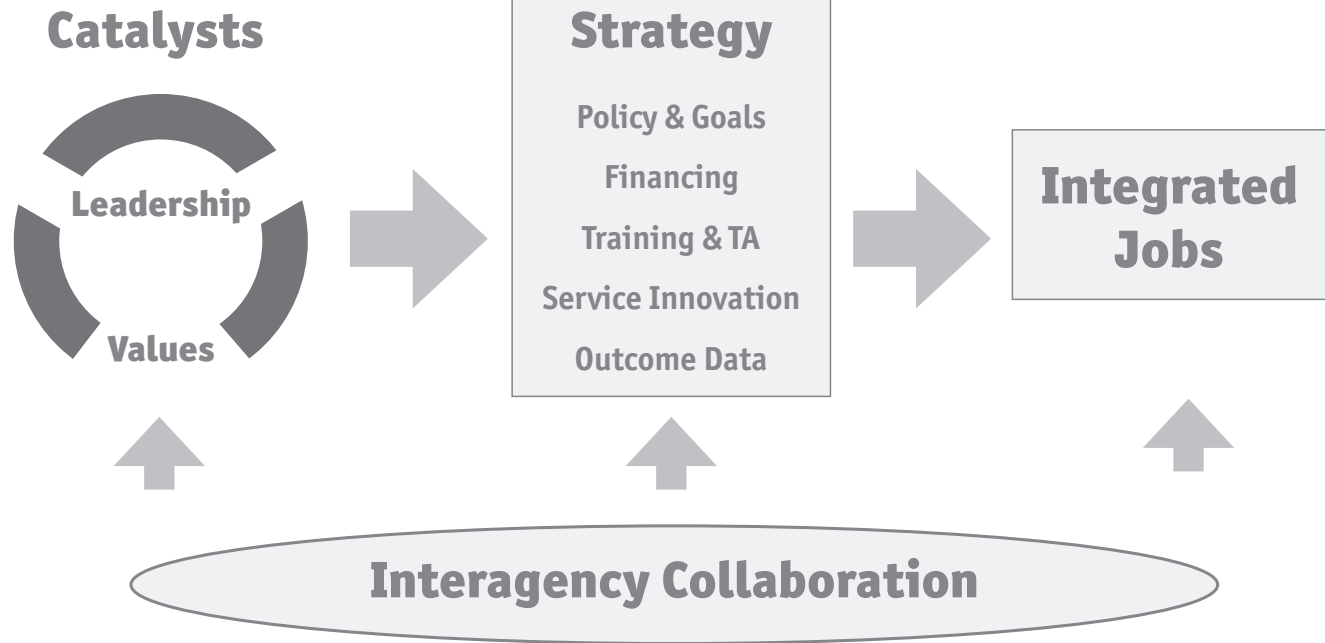 Catalysts
Leadership
Values
Strategy
Policy & Goals
Financing
Training & TA
Service Innovation
Outcome Data
Integrated
Jobs
Interagency Collaboration